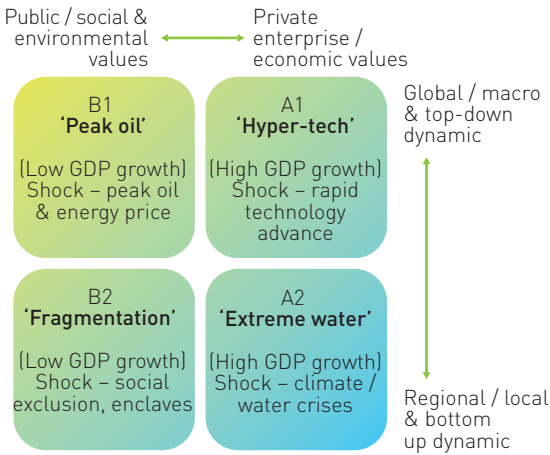 Public / social &
environmental
values
Private
enterprise /
economic values
B1
‘Peak oil’
(Low GDP growth)
Shock – peak oil
& energy price
A1
‘Hyper-tech’
(High GDP growth)
Shock – rapid
technology
advance
Global / macro
& top-down
dynamic
B2
‘Fragmentation’
(Low GDP growth)
Shock – social
exclusion, enclaves
A2
‘Extreme water’
(High GDP growth)
Shock – climate /
water crises
Regional / local
& bottom
up dynamic